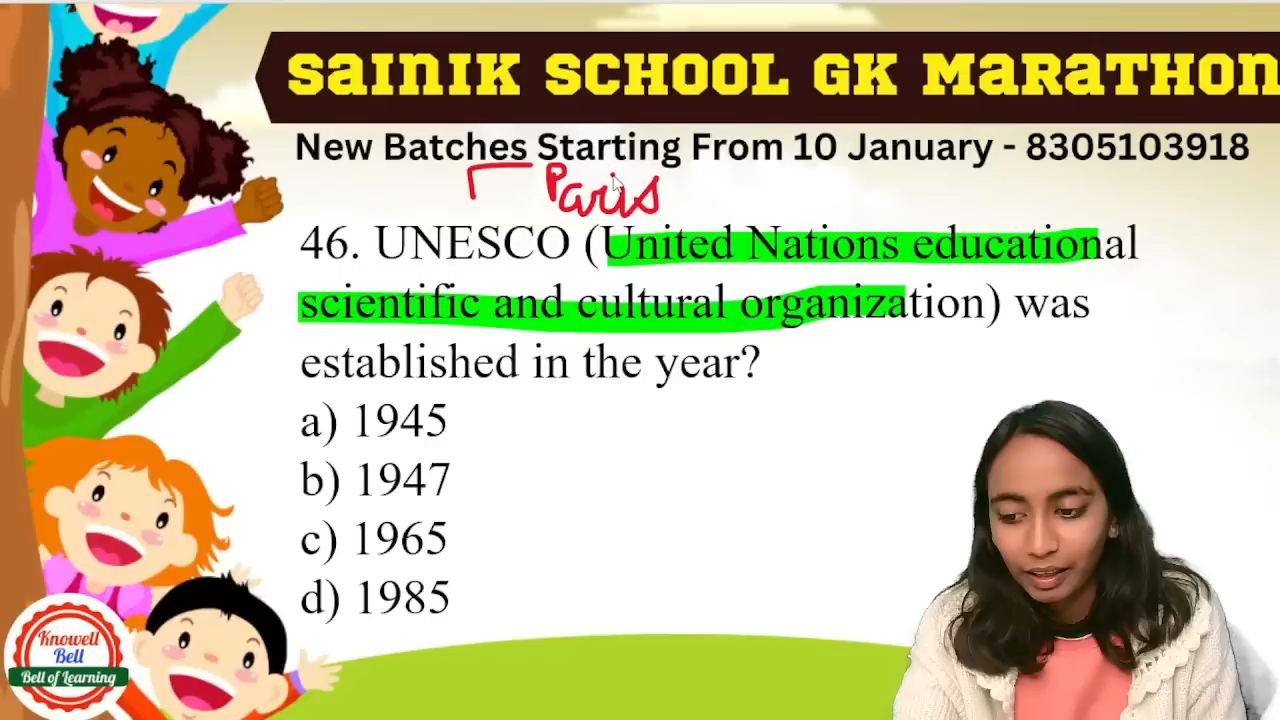 SAINIK SCHOOL GK MARATHON
New Batches Starting From 10 January - 8305103918
Paris
46. UNESCO (United Nations educational
scientific and cultural organization) was
established in the year?
a) 1945
b) 1947
c) 1965
d) 1985
Knowell
Bell
Bell of Learning